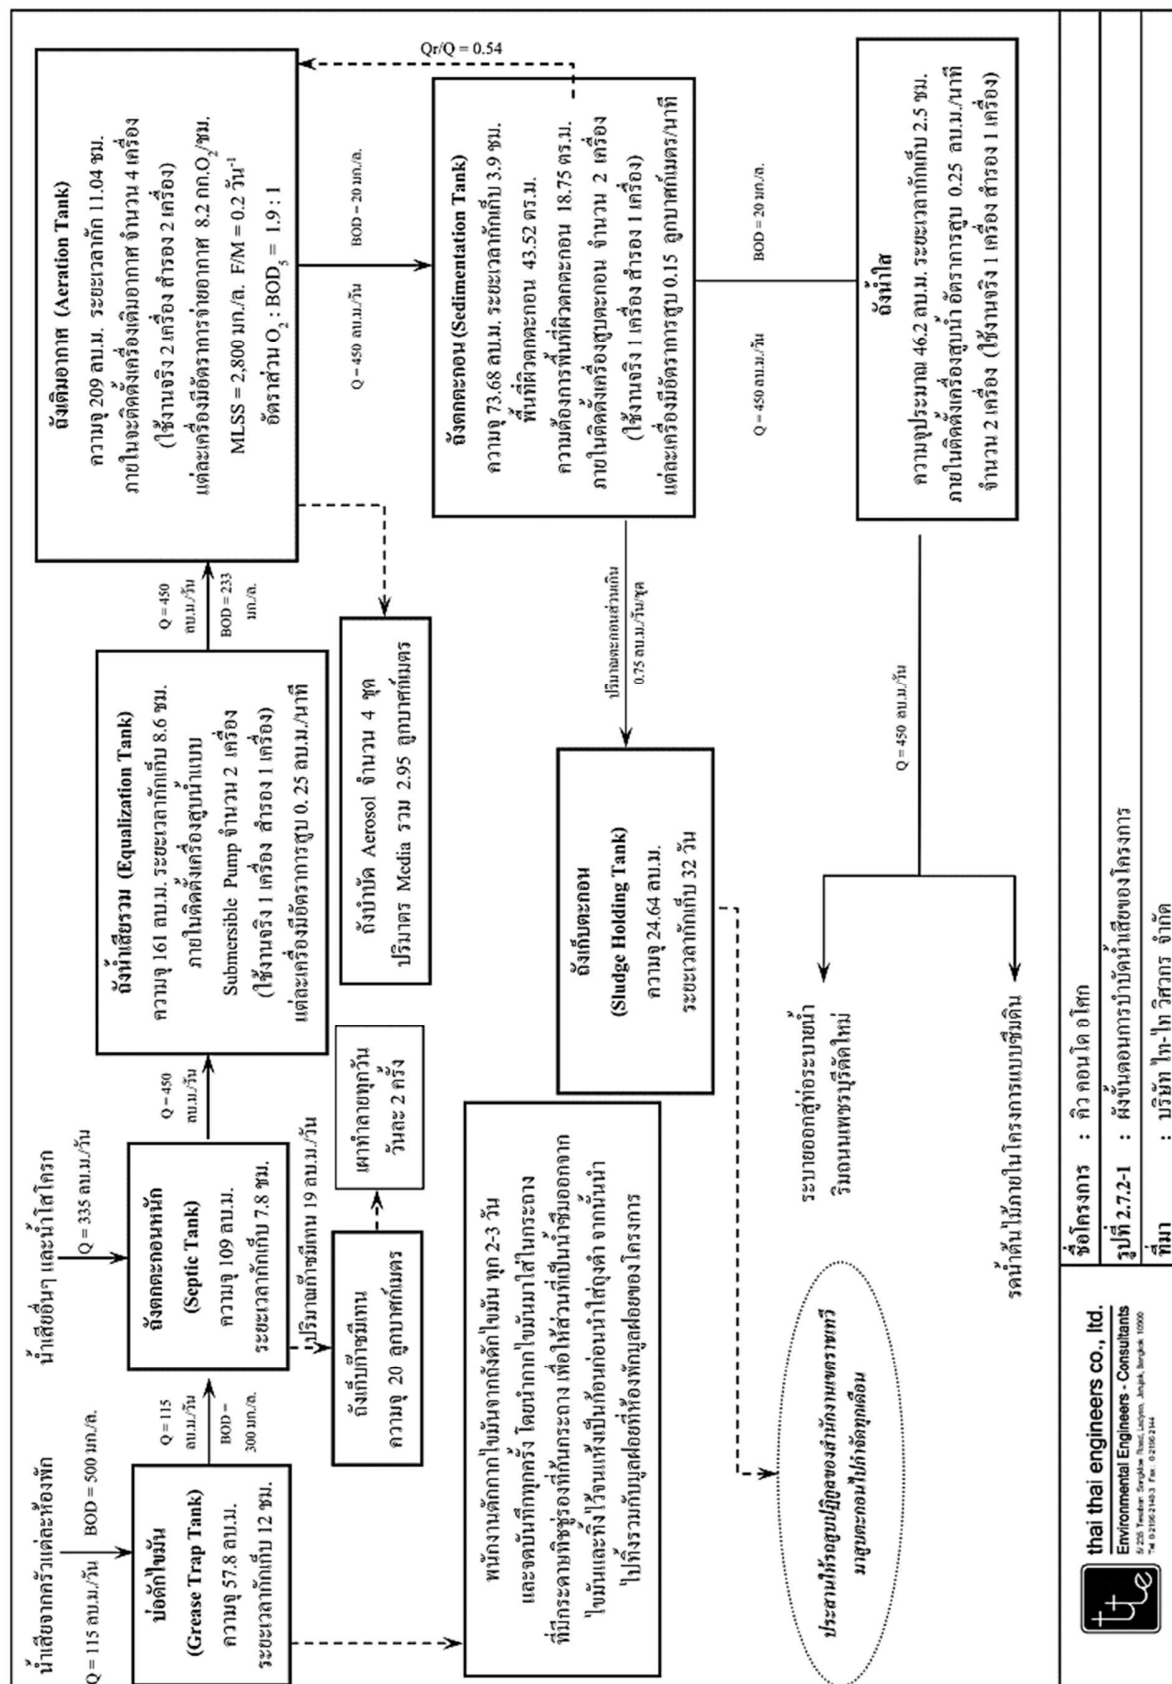 น้ำเสียจากครัวแต่ละห้องพัก
Q = 115 ลบ.ม./วัน
BOD = 500 มก./ล.
บ่อดักไขมัน
(Grease Trap Tank)
ความจุ 57.8 ลบ.ม.
ระยะเวลากักเก็บ 12 ชม.
Q = 115
ลบ.ม./วัน
BOD =
300 มก./ล.
น้ำเสียอื่นๆ และน้ำโสโครก
Q = 335 ลบ.ม./วัน
ถังตกตะกอนหนัก
(Septic Tank)
ความจุ 109 ลบ.ม.
ระยะเวลากักเก็บ 7.8 ชม.
ปริมาณก๊าซมีเทน 19 ลบ.ม./วัน
ถังเก็บก๊าซมีเทน
ความจุ 20 ลูกบาศก์เมตร
เผาทำลายทุกวัน
วันละ 2 ครั้ง
Q =450
ลบ.ม./วัน
ถังน้ำเสียรวม (Equalization Tank)
ความจุ 161 ลบ.ม. ระยะเวลากักเก็บ 8.6 ชม.
ภายในติดตั้งเครื่องสูบน้ำแบบ
Submersible Pump จำนวน 2 เครื่อง
(ใช้งานจริง 1 เครื่อง สำรอง 1 เครื่อง)
แต่ละเครื่องมีอัตราการสูบ 0.25 ลบ.ม./นาที
Q = 450
ลบ.ม./วัน
BOD = 233
มก./ล.
ถังเติมอากาศ (Aeration Tank)
ความจุ 209 ลบ.ม. ระยะเวลากัก 11.04 ชม.
ภายในจะติดตั้งเครื่องเติมอากาศ จำนวน 4 เครื่อง
(ใช้งานจริง 2 เครื่อง สำรอง 2 เครื่อง)
แต่ละเครื่องมีอัตราการจ่ายอากาศ 8.2 กก.O₂/ชม.
MLSS = 2,800 มก./ล. F/M = 0.2 วัน⁻¹
อัตราส่วน O₂ : BOD₅ = 1.9 : 1
ถังบำบัด Aerosol จำนวน 4 ชุด
ปริมาตร Media รวม 2.95 ลูกบาศก์เมตร
Q = 450 ลบ.ม./วัน
BOD = 20 มก./ล.
Qr/Q = 0.54
ถังตกตะกอน (Sedimentation Tank)
ความจุ 73.68 ลบ.ม. ระยะเวลากักเก็บ 3.9 ชม.
พื้นที่ผิวตกตะกอน 43.52 ตร.ม.
ความต้องการพื้นที่ผิวตกตะกอน 18.75 ตร.ม.
ภายในติดตั้งเครื่องสูบตะกอน จำนวน 2 เครื่อง
(ใช้งานจริง 1 เครื่อง สำรอง 1 เครื่อง)
แต่ละเครื่องมีอัตราการสูบ 0.15 ลูกบาศก์เมตร/นาที
ปริมาณตะกอนส่วนเกิน
0.75 ลบ.ม./วัน/ชุด
ถังเก็บตะกอน
(Sludge Holding Tank)
ความจุ 24.64 ลบ.ม.
ระยะเวลากักเก็บ 32 วัน
พนักงานตักกากไขมันจากถังดักไขมัน ทุก 2-3 วัน
และจดบันทึกทุกครั้ง โดยนำกากไขมันมาใส่ในกระถาง
ที่มีกระดาษทิชชูรองที่ก้นกระถาง เพื่อให้ส่วนที่เป็นน้ำซึมออกจาก
ไขมันและทิ้งไว้จนแห้งเป็นก้อนก่อนนำใส่ถุงดำ จากนั้นนำ
ไปทิ้งรวมกับมูลฝอยที่ห้องพักมูลฝอยของโครงการ
Q = 450 ลบ.ม./วัน
BOD = 20 มก./ล.
ถังน้ำใส
ความจุประมาณ 46.2 ลบ.ม. ระยะเวลากักเก็บ 2.5 ชม.
ภายในติดตั้งเครื่องสูบน้ำ อัตราการสูบ 0.25 ลบ.ม./นาที
จำนวน 2 เครื่อง (ใช้งานจริง 1 เครื่อง สำรอง 1 เครื่อง)
Q = 450 ลบ.ม./วัน
ระบายออกสู่ท่อระบายน้ำ
ริมถนนเพชรบุรีตัดใหม่
รดน้ำต้นไม้ภายในโครงการแบบซึมดิน
ประสานให้รถสูบปฏิกูลของสำนักงานเขตราชเทวี
มาสูบตะกอนไปกำจัดทุกเดือน
tte
thai thai engineers co., ltd.
Environmental Engineers - Consultants
ชื่อโครงการ : คิว คอนโด อโศก
รูปที่ 2.7.2-1 : ผังขั้นตอนการบำบัดน้ำเสียของโครงการ
ที่มา : บริษัท ไท-ไท วิศวกร จำกัด